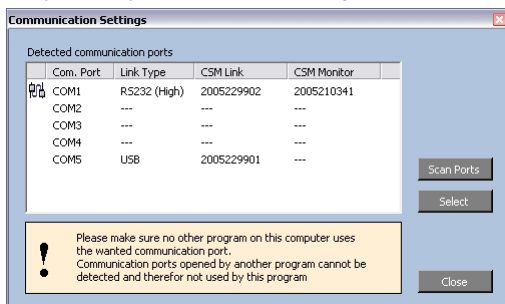 Communication Settings
Detected communication ports
Com. Port Link Type CSM Link CSM Monitor
COM1 RS232 (High) 2005229902 2005210341
COM2 --- --- ---
COM3 --- --- ---
COM4 --- --- ---
COM5 USB 2005229901 ---
Scan Ports
Select
Please make sure no other program on this computer uses
the wanted communication port.
Communication ports opened by another program cannot be
detected and therefor not used by this program
Close